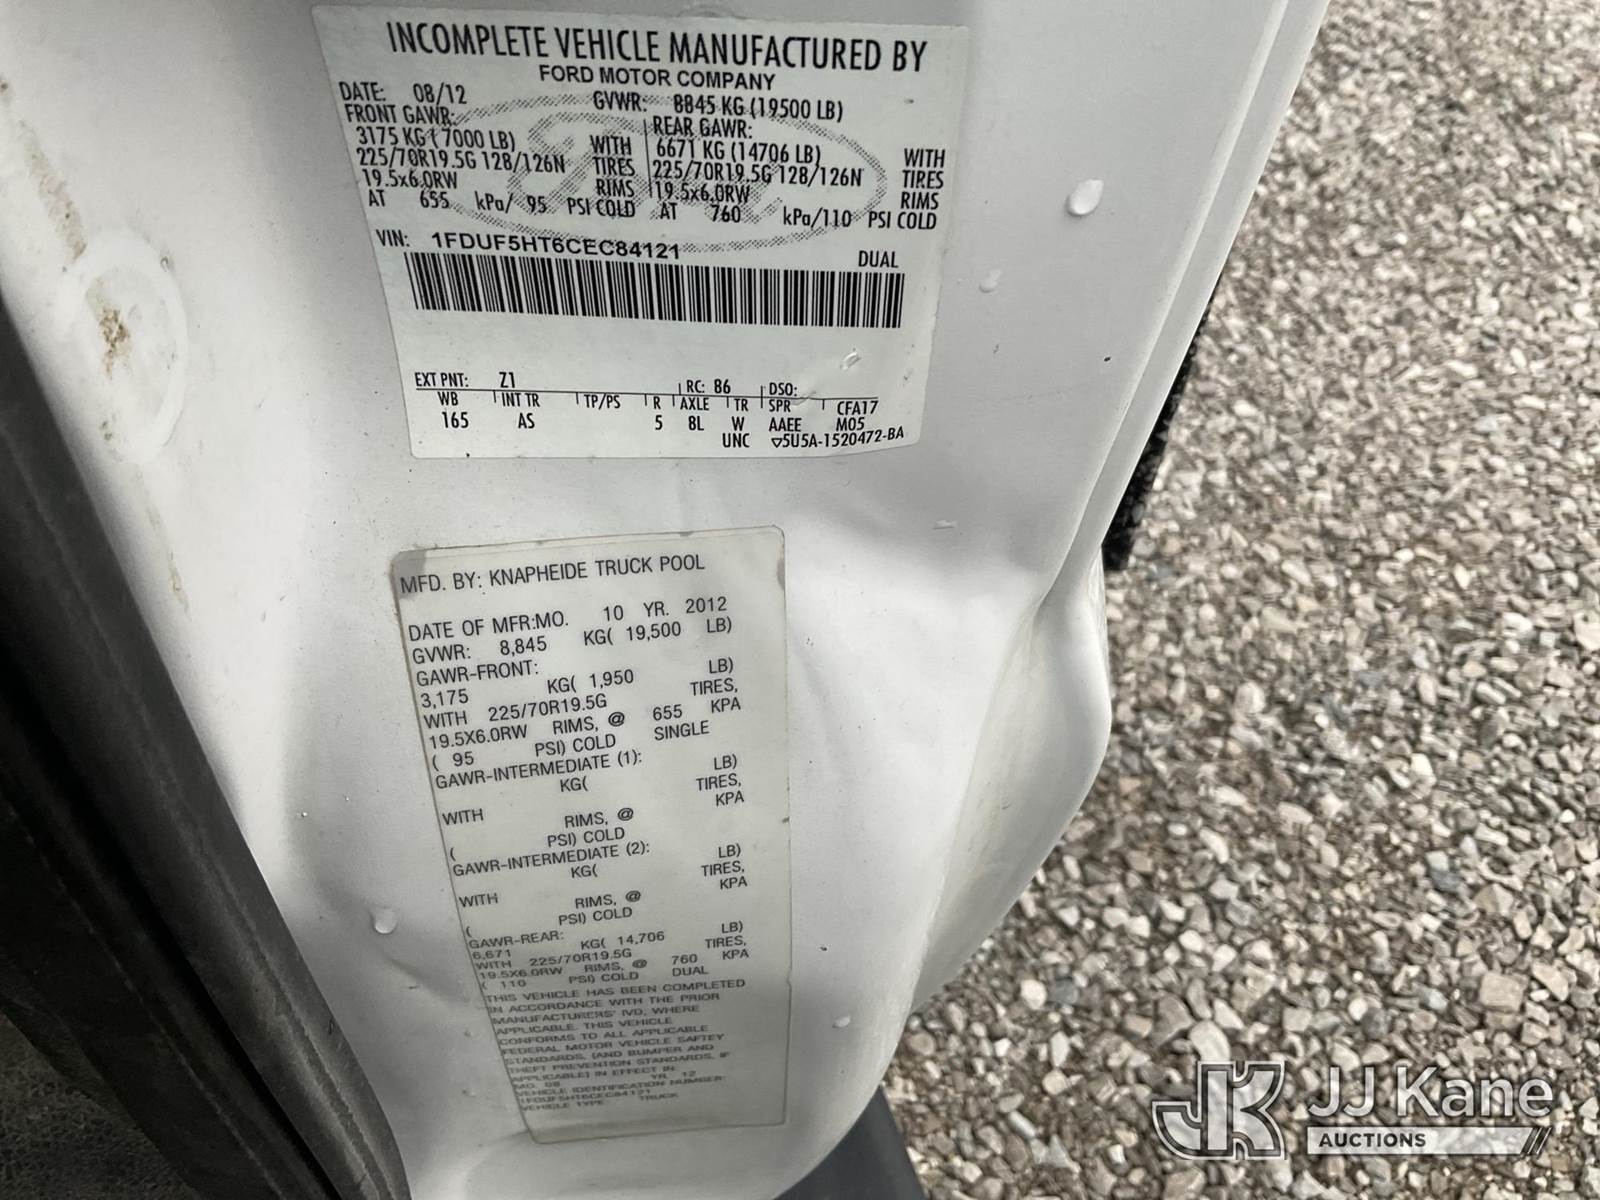 INCOMPLETE VEHICLE MANUFACTURED BY
FORD MOTOR COMPANY
DATE: 08/12 GVWR: 8845 KG (19500 LB)
FRONT GAWR: REAR GAWR:
3175 KG ( 7000 LB) WITH 6671 KG (14706 LB) WITH
225/70R19.5G 128/126N TIRES 225/70R19.5G 128/126N TIRES
19.5x6.0RW RIMS 19.5x6.0RW RIMS
AT 655 kPa/ 95 PSI COLD AT 760 kPa/110 PSI COLD
VIN: 1FDUF5HT6CEC84121 DUAL
EXT PNT: Z1 RC: 86 DSO:
WB INT TR TP/PS R AXLE TR SPR CFA17
165 AS 5 8L W AAEE M05
UNC ▽5U5A-1520472-BA
MFD. BY: KNAPHEIDE TRUCK POOL
DATE OF MFR:MO. 10 YR. 2012
GVWR: 8,845 KG( 19,500 LB)
GAWR-FRONT:
3,175 KG( 1,950 LB)
WITH 225/70R19.5G TIRES,
19.5X6.0RW RIMS, @ 655 KPA
( 95 PSI) COLD SINGLE
GAWR-INTERMEDIATE (1):
KG( LB)
WITH TIRES,
RIMS, @ KPA
( PSI) COLD
GAWR-INTERMEDIATE (2):
KG( LB)
WITH TIRES,
RIMS, @ KPA
( PSI) COLD
GAWR-REAR:
6,671 KG( 14,706 LB)
WITH 225/70R19.5G TIRES,
19.5X6.0RW RIMS, @ 760 KPA
( 110 PSI) COLD DUAL
THIS VEHICLE HAS BEEN COMPLETED
IN ACCORDANCE WITH THE PRIOR
MANUFACTURERS' IVD, WHERE
APPLICABLE. THIS VEHICLE
CONFORMS TO ALL APPLICABLE
FEDERAL MOTOR VEHICLE SAFTEY
STANDARDS, [AND BUMPER AND
THEFT PREVENTION STANDARDS, IF
APPLICABLE] IN EFFECT IN:
MO. 08 YR. 12
VEHICLE IDENTIFICATION NUMBER:
1FDUF5HT6CEC84121
VEHICLE TYPE TRUCK
JK JJ Kane
AUCTIONS